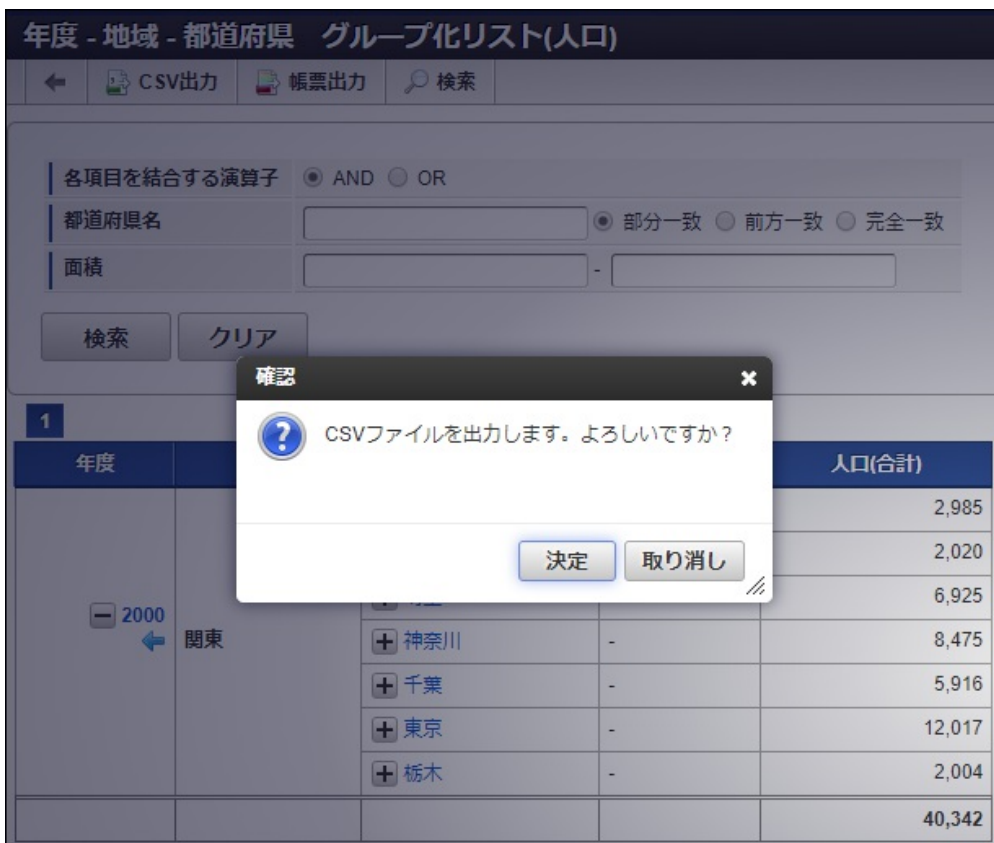 年度 - 地域 - 都道府県　グループ化リスト(人口)
CSV出力 帳票出力 検索
各項目を結合する演算子 AND OR
都道府県名 部分一致 前方一致 完全一致
面積 -
検索 クリア
確認
1
CSVファイルを出力します。よろしいですか？
年度 人口(合計)
2,985
決定 取り消し
2,020
6,925
2000
関東
神奈川 - 8,475
千葉 - 5,916
東京 - 12,017
栃木 - 2,004
40,342